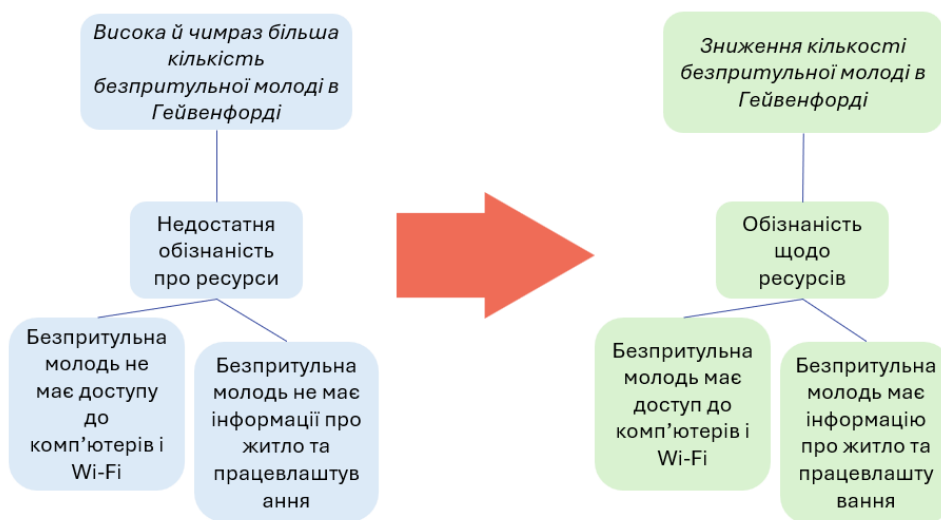 Висока й чимраз більша
кількість
безпритульної молоді в
Гейвенфорді
Недостатня
обізнаність
про ресурси
Безпритульна
молодь не
має доступу
до
комп’ютерів і
Wi-Fi
Безпритульна
молодь не має
інформації про
житло та
працевлаштув
ання
Зниження кількості
безпритульної молоді в
Гейвенфорді
Обізнаність
щодо
ресурсів
Безпритульна
молодь має
доступ до
комп’ютерів і
Wi-Fi
Безпритульна
молодь має
інформацію
про житло та
працевлашту
вання